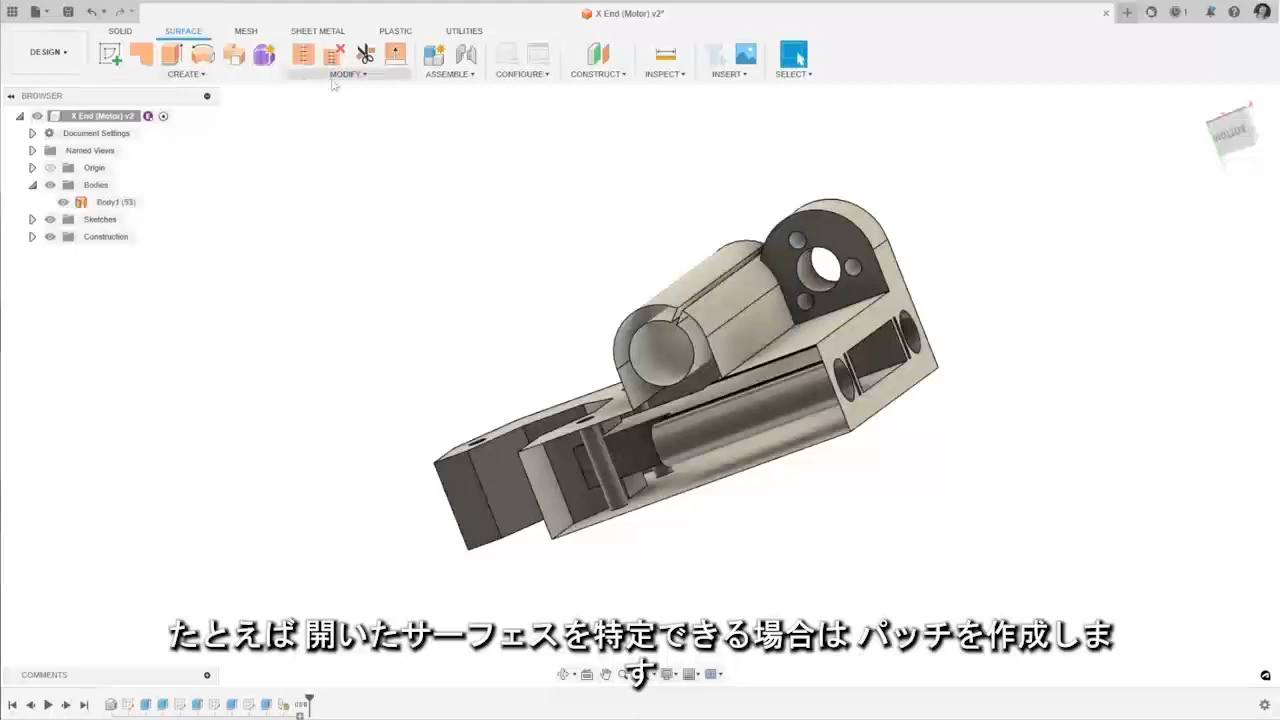 X End (Motor) v2*
1
DESIGN
SOLID
SURFACE
MESH
SHEET METAL
PLASTIC
UTILITIES
CREATE
MODIFY
ASSEMBLE
CONFIGURE
CONSTRUCT
INSPECT
INSERT
SELECT
BROWSER
X End (Motor) v2
Document Settings
Named Views
Origin
Bodies
Body1 (53)
Sketches
Construction
BOTTOM
たとえば 開いたサーフェスを特定できる場合は パッチを作成しま
す
COMMENTS